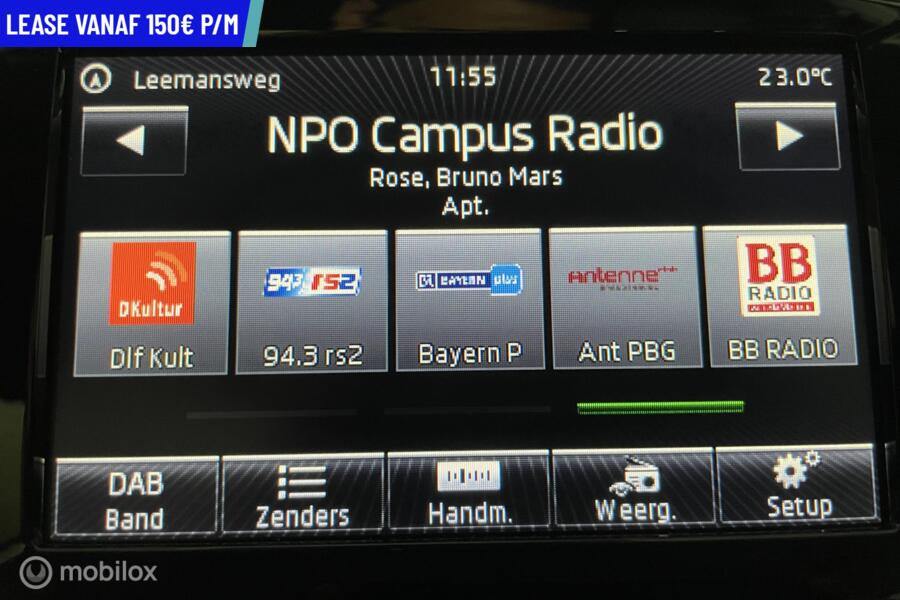 LEASE VANAF 150€ P/M
Leemansweg 11:55 23.0°C
NPO Campus Radio
Rose, Bruno Mars
Apt.
DKultur
94,3 rs2
BAYERN plus
Antenne
BB RADIO
Dlf Kult 94.3 rs2 Bayern P Ant PBG BB RADIO
DAB Band
Zenders
Handm.
Weerg.
Setup
mobilox